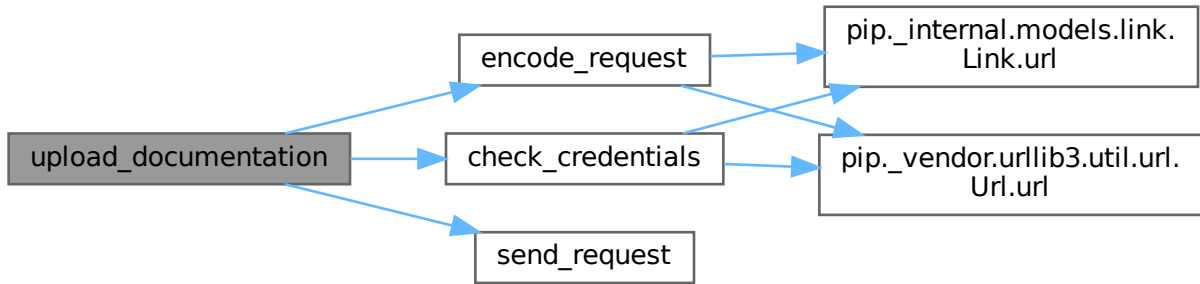 encode_request
pip._internal.models.link.
Link.url
upload_documentation
check_credentials
pip._vendor.urllib3.util.url.
Url.url
send_request